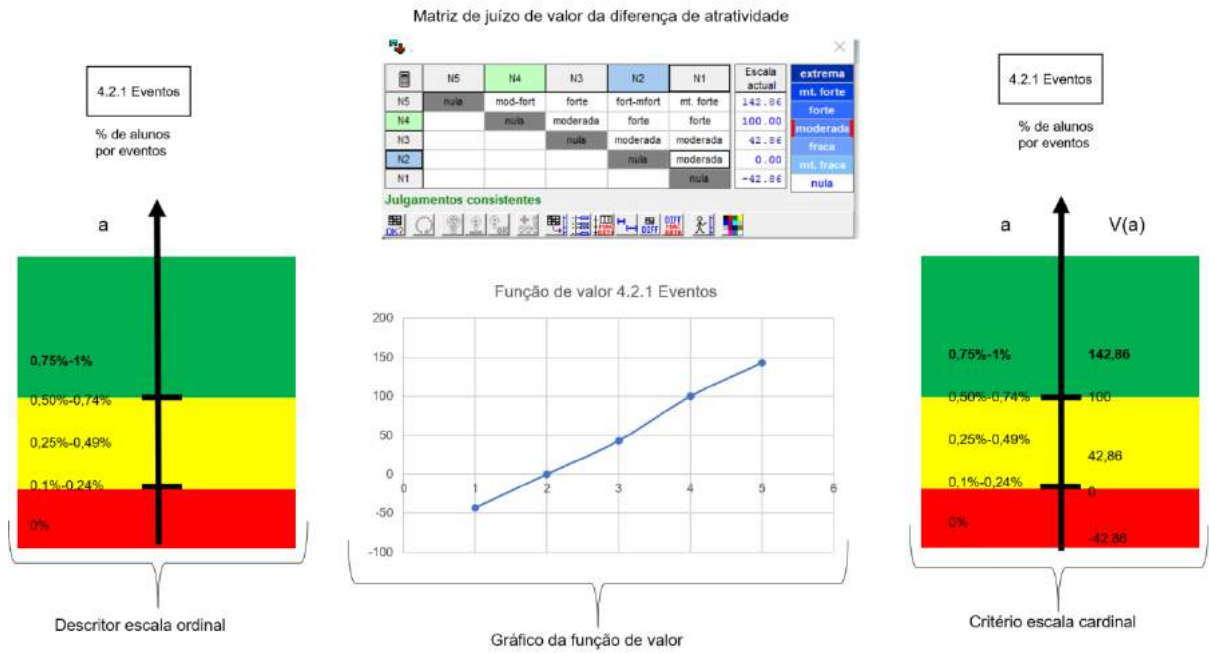 Matriz de juízo de valor da diferença de atratividade
4.2.1 Eventos
% de alunos
por eventos
a
0,75%-1%
0,50%-0,74%
0,25%-0,49%
0,1%-0,24%
0%
Descritor escala ordinal
N5 N4 N3 N2 N1 Escala actual
N5 nula mod-fort forte fort-mfort mt. forte 142.86
N4 nula moderada forte forte 100.00
N3 nula moderada moderada 42.86
N2 nula moderada 0.00
N1 nula -42.86
extrema
mt. forte
forte
moderada
fraca
mt. fraca
nula
Julgamentos consistentes
OK?
DIFF
DIFF
Função de valor 4.2.1 Eventos
200
150
100
50
0
-50
-100
0 1 2 3 4 5 6
Gráfico da função de valor
4.2.1 Eventos
% de alunos
por eventos
a V(a)
0,75%-1% 142,86
0,50%-0,74% 100
0,25%-0,49% 42,86
0,1%-0,24% 0
0% -42.86
Critério escala cardinal